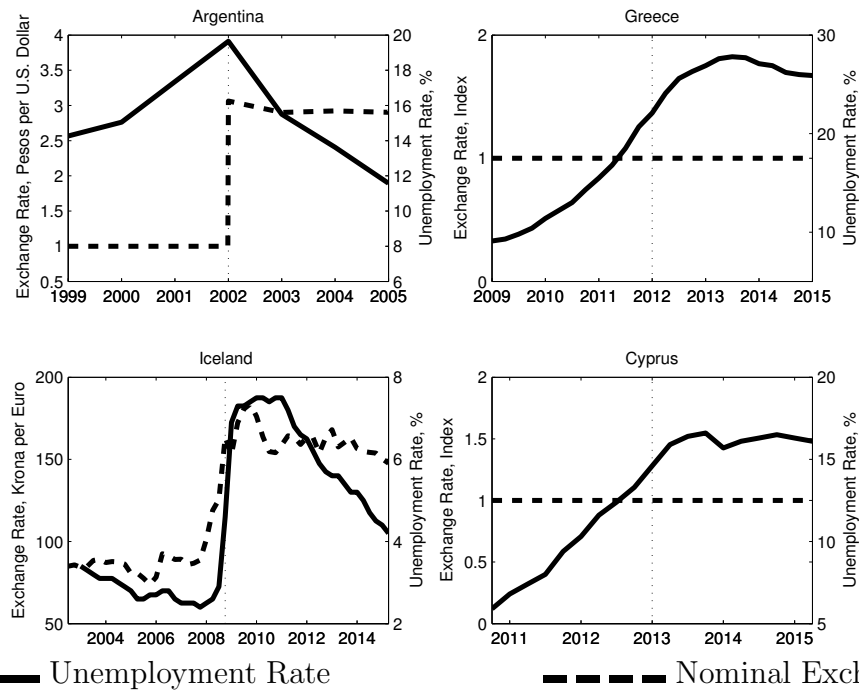 Argentina
Exchange Rate, Pesos per U.S. Dollar
4
3.5
3
2.5
2
1.5
1
0.5
20
18
16
14
12
10
8
6
Unemployment Rate, %
1999 2000 2001 2002 2003 2004 2005
Greece
Exchange Rate, Index
2
1
0
30
20
10
Unemployment Rate, %
2009 2010 2011 2012 2013 2014 2015
Iceland
Exchange Rate, Krona per Euro
200
150
100
50
8
6
4
2
Unemployment Rate, %
2004 2006 2008 2010 2012 2014
Cyprus
Exchange Rate, Index
2
1.5
1
0.5
0
20
15
10
5
Unemployment Rate, %
2011 2012 2013 2014 2015
Unemployment Rate
Nominal Exch